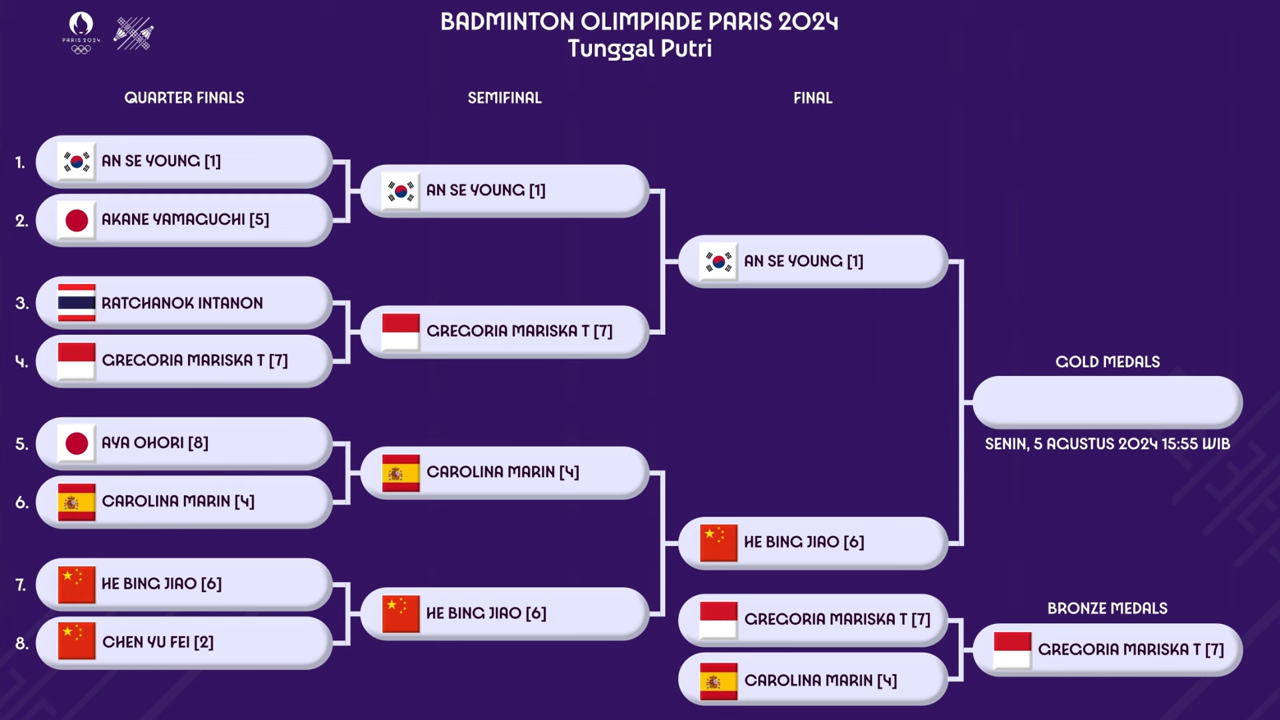 PARIS 2024
BADMINTON OLIMPIADE PARIS 2024
Tunggal Putri
QUARTER FINALS
SEMIFINAL
FINAL
1.
AN SE YOUNG [1]
2.
AKANE YAMAGUCHI [5]
3.
RATCHANOK INTANON
4.
GREGORIA MARISKA T [7]
5.
AYA OHORI [8]
6.
CAROLINA MARIN [4]
7.
HE BING JIAO [6]
8.
CHEN YU FEI [2]
AN SE YOUNG [1]
GREGORIA MARISKA T [7]
CAROLINA MARIN [4]
HE BING JIAO [6]
AN SE YOUNG [1]
HE BING JIAO [6]
GREGORIA MARISKA T [7]
CAROLINA MARIN [4]
GOLD MEDALS
SENIN, 5 AGUSTUS 2024 15:55 WIB
BRONZE MEDALS
GREGORIA MARISKA T [7]